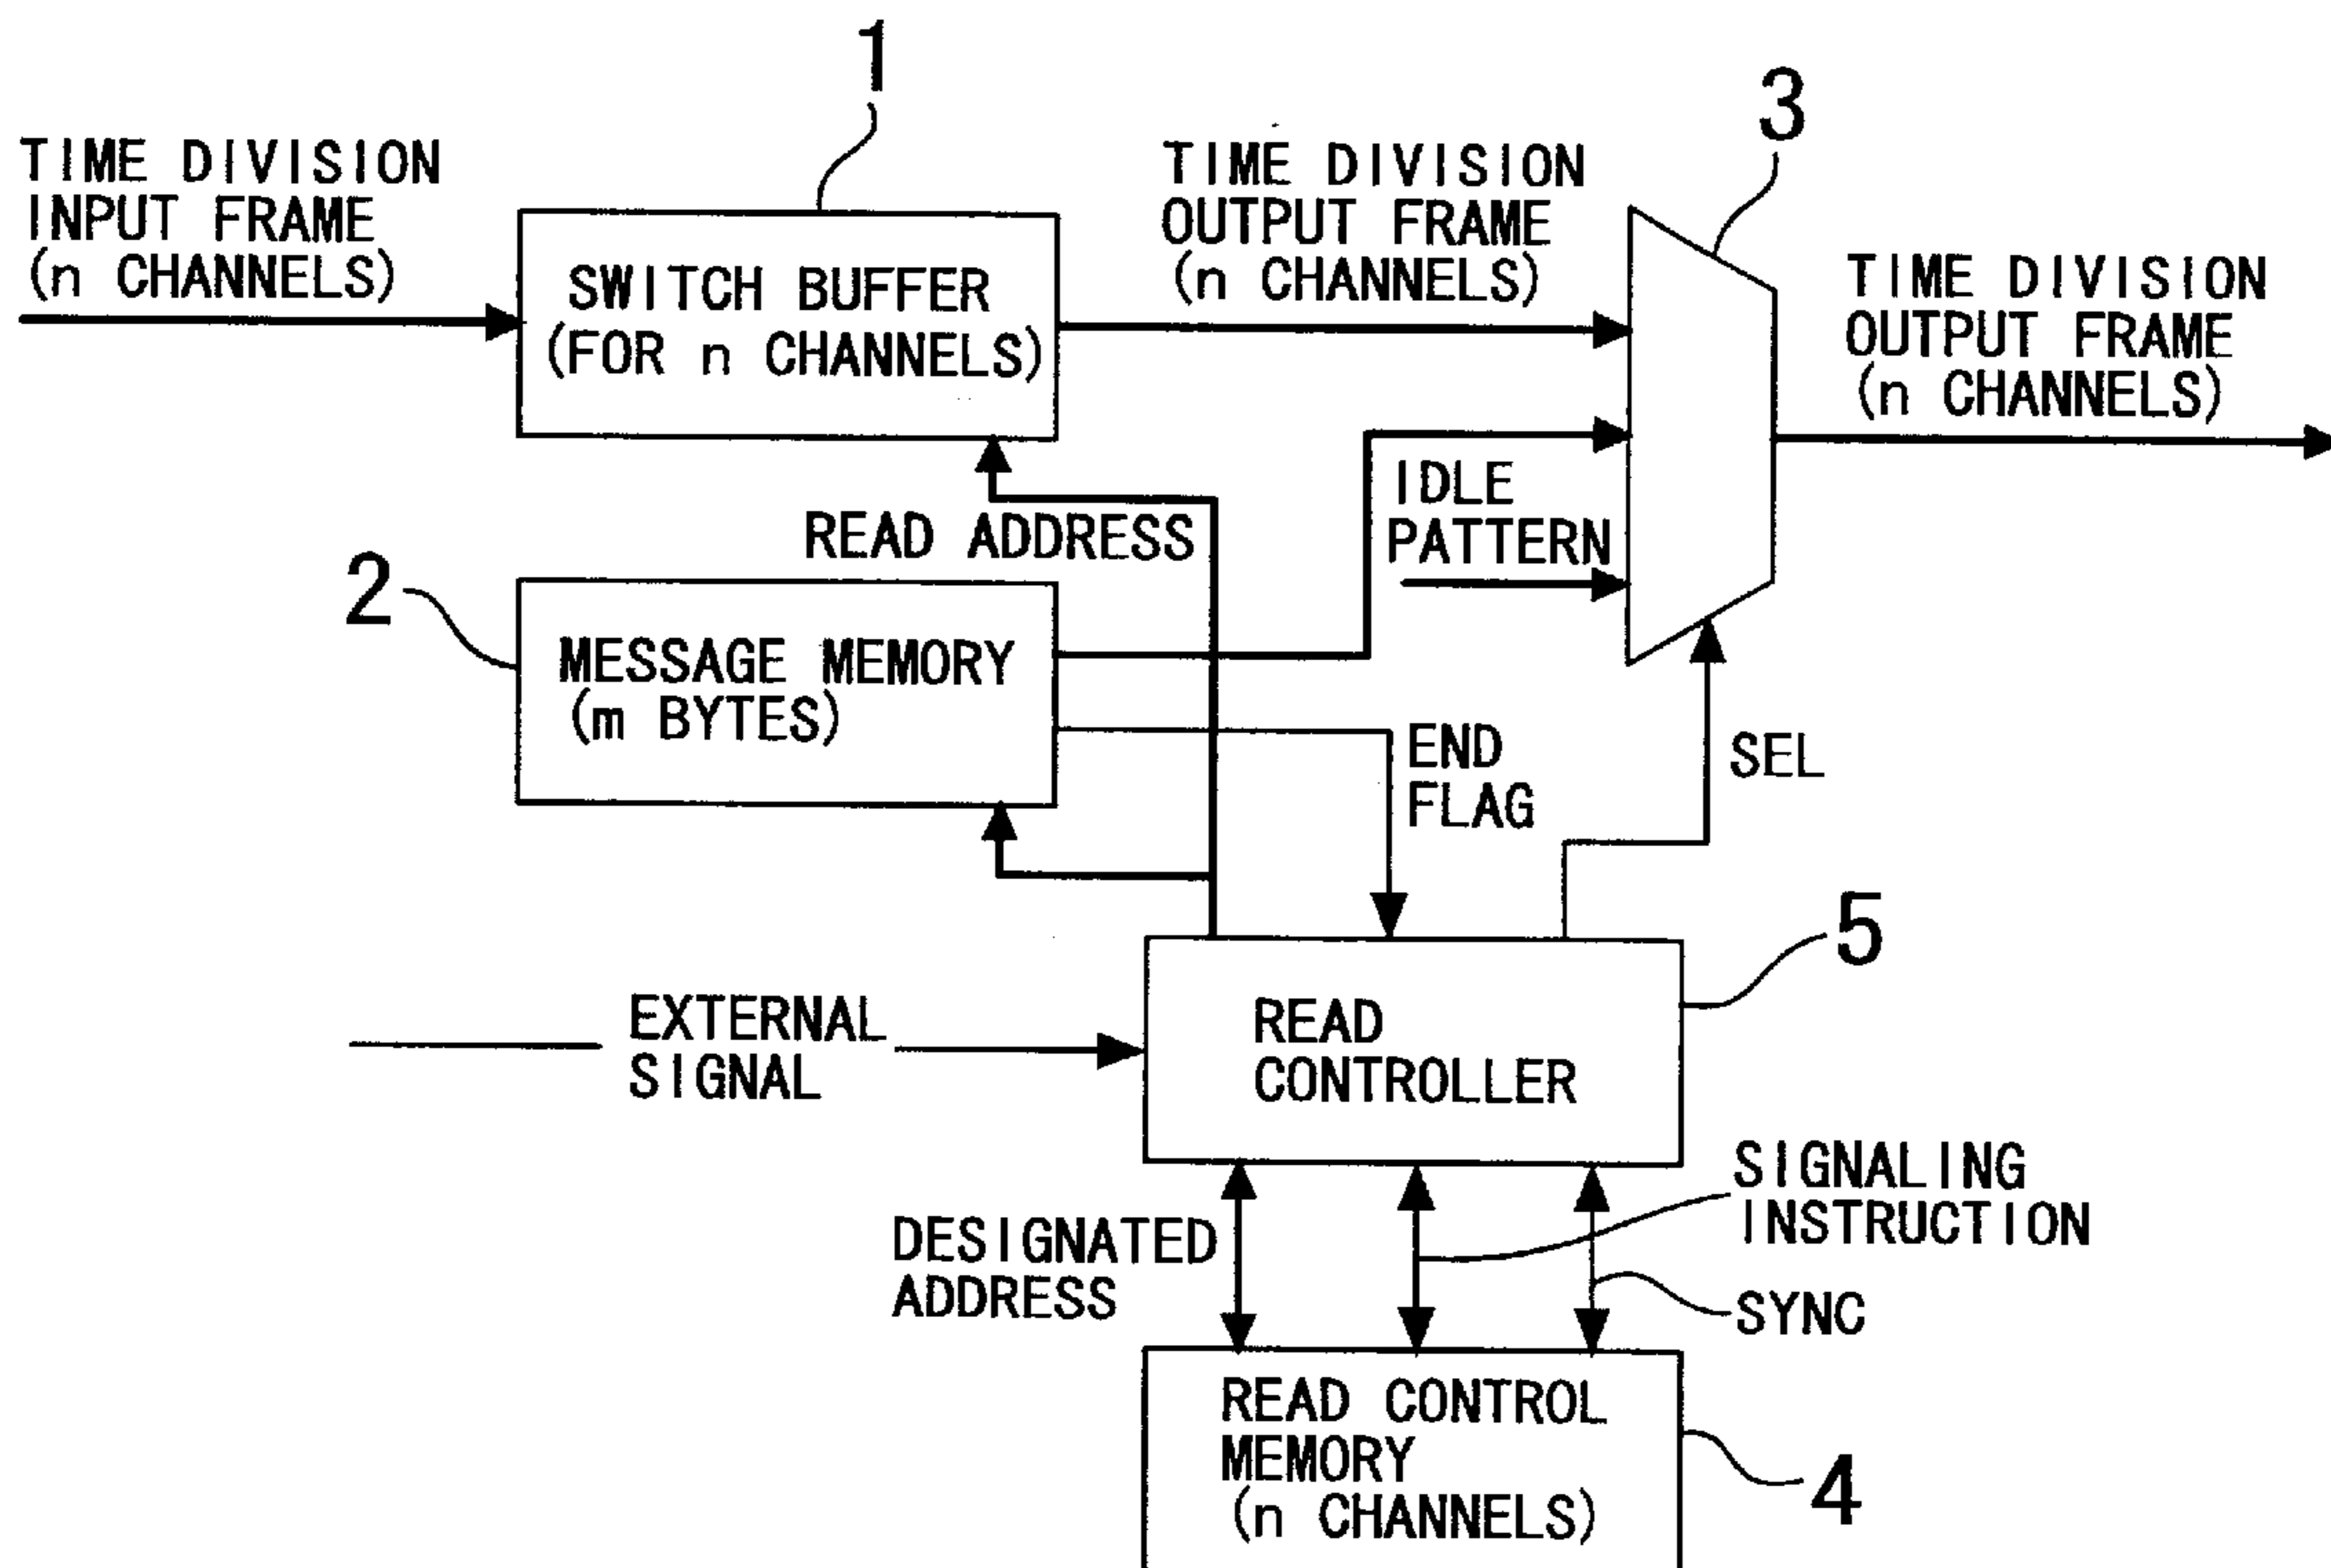 1
3
TIME DIVISION
INPUT FRAME
(n CHANNELS)
TIME DIVISION
OUTPUT FRAME
(n CHANNELS)
TIME DIVISION
OUTPUT FRAME
(n CHANNELS)
SWITCH BUFFER
(FOR n CHANNELS)
IDLE
PATTERN
READ ADDRESS
2
MESSAGE MEMORY
(m BYTES)
END
FLAG
SEL
5
EXTERNAL
SIGNAL
READ
CONTROLLER
SIGNALING
INSTRUCTION
DESIGNATED
ADDRESS
SYNC
READ CONTROL
MEMORY
(n CHANNELS)
4